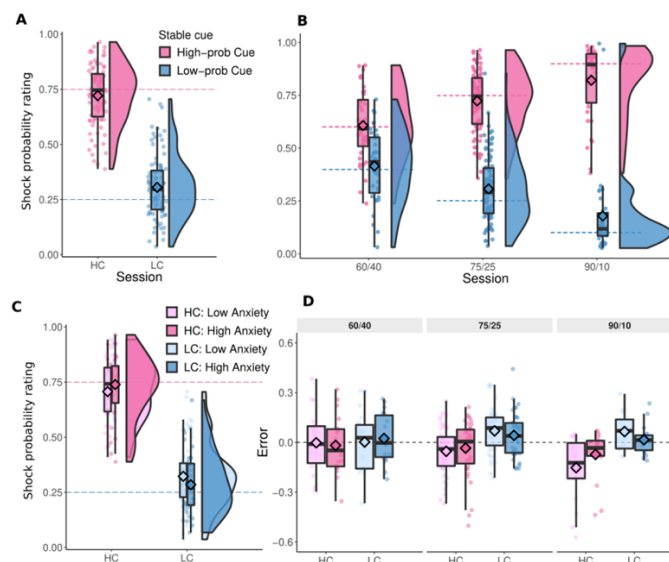 A
Stable cue
High-prob Cue
Low-prob Cue
Shock probability rating
1.00
0.75
0.50
0.25
0.00
HC
LC
Session
B
1.00
0.75
0.50
0.25
0.00
60/40
75/25
90/10
Session
C
HC: Low Anxiety
HC: High Anxiety
LC: Low Anxiety
LC: High Anxiety
Shock probability rating
1.00
0.75
0.50
0.25
0.00
HC
LC
D
60/40
75/25
90/10
Error
0.6
0.3
0.0
-0.3
-0.6
HC
LC
HC
LC
HC
LC